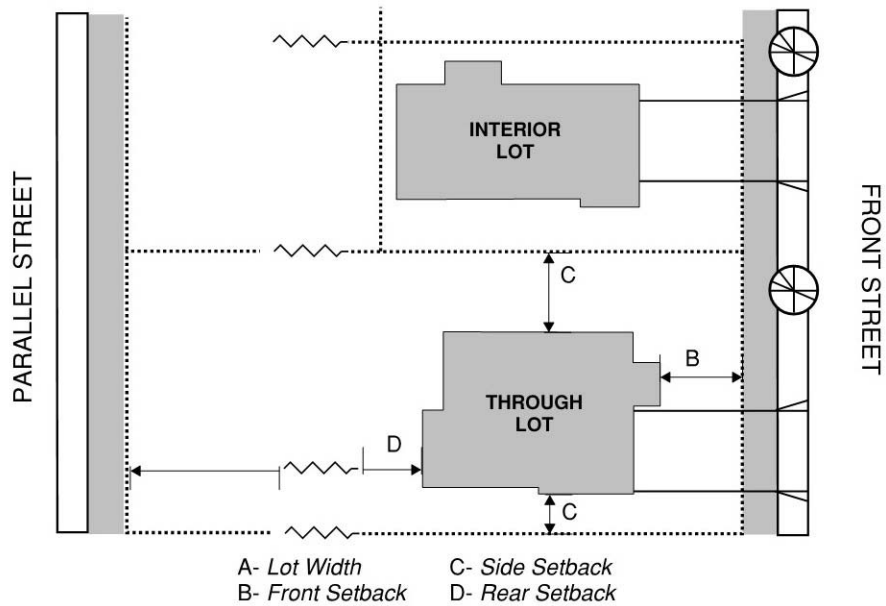 PARALLEL STREET
INTERIOR
LOT
FRONT STREET
C
B
THROUGH
LOT
D
C
A- Lot Width
C- Side Setback
B- Front Setback
D- Rear Setback